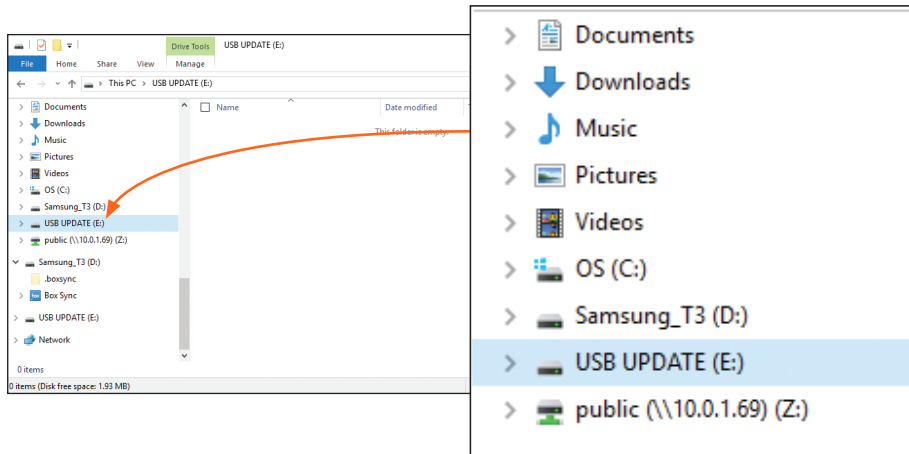 Drive Tools USB UPDATE (E:)
File Home Share View Manage
This PC > USB UPDATE (E:)
Name Date modified
This folder is empty.
Documents
Downloads
Music
Pictures
Videos
OS (C:)
Samsung_T3 (D:)
USB UPDATE (E:)
public (\\10.0.1.69) (Z:)
Samsung_T3 (D:)
.boxsync
Box Sync
USB UPDATE (E:)
Network
0 items
0 items (Disk free space: 1.93 MB)
Documents
Downloads
Music
Pictures
Videos
OS (C:)
Samsung_T3 (D:)
USB UPDATE (E:)
public (\\10.0.1.69) (Z:)